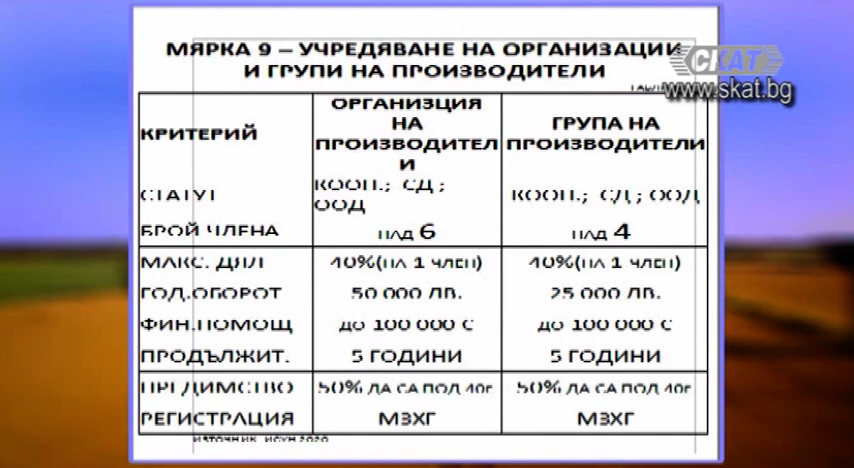 МЯРКА 9 – УЧРЕДЯВАНЕ НА ОРГАНИЗАЦИИ
И ГРУПИ НА ПРОИЗВОДИТЕЛИ
СКАТ
www.skat.bg
КРИТЕРИЙ ОРГАНИЗЦИЯ НА ПРОИЗВОДИТЕЛИ ГРУПА НА ПРОИЗВОДИТЕЛИ
СТАТУТ КООП.; СД ; ООД КООП.; СД ; ООД
БРОЙ ЧЛЕНА НАД 6 НАД 4
МАКС. ДЯЛ 40%(НА 1 ЧЛЕН) 40%(НА 1 ЧЛЕН)
ГОД.ОБОРОТ 50 000 ЛВ. 25 000 ЛВ.
ФИН.ПОМОЩ ДО 100 000 € ДО 100 000 €
ПРОДЪЛЖИТ. 5 ГОДИНИ 5 ГОДИНИ
ПРЕДИМСТВО 50% ДА СА ПОД 40г 50% ДА СА ПОД 40г
РЕГИСТРАЦИЯ МЗХГ МЗХГ
ИЗТОЧНИК ИСУН 2020